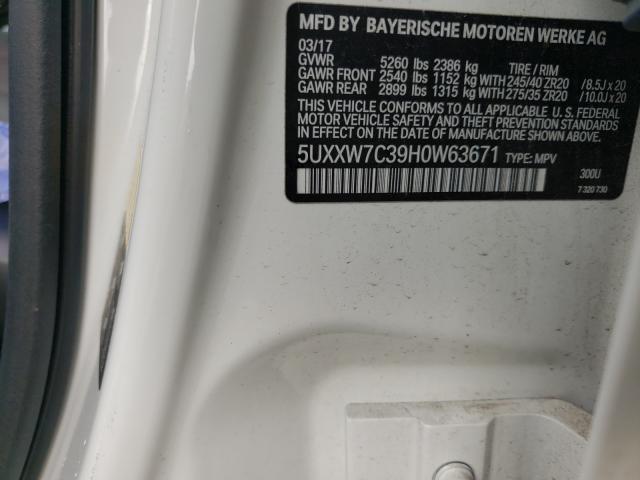 MFD BY BAYERISCHE MOTOREN WERKE AG
03/17
GVWR 5260 lbs 2386 kg TIRE / RIM
GAWR FRONT 2540 lbs 1152 kg WITH 245/40 ZR20 /8.5J x 20
GAWR REAR 2899 lbs 1315 kg WITH 275/35 ZR20 /10.0J x 20
THIS VEHICLE CONFORMS TO ALL APPLICABLE U. S. FEDERAL
MOTOR VEHICLE SAFETY AND THEFT PREVENTION
STANDARDS IN EFFECT ON THE DATE OF MANUFACTURE SHOWN ABOVE.
5UXXW7C39H0W63671 TYPE: MPV
300U
7 320 730